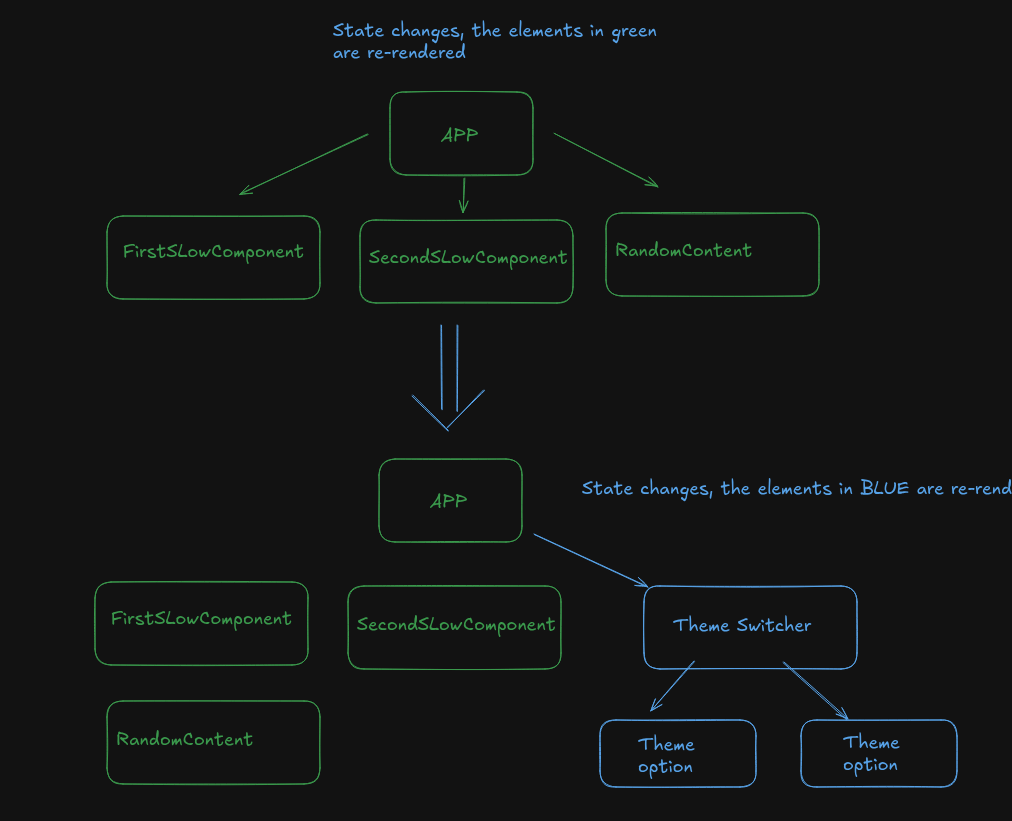 State changes, the elements in green
are re-rendered
APP
FirstSLowComponent
SecondSLowComponent
RandomContent
APP
State changes, the elements in BLUE are re-rend
FirstSLowComponent
SecondSLowComponent
Theme Switcher
RandomContent
Theme
option
Theme
option